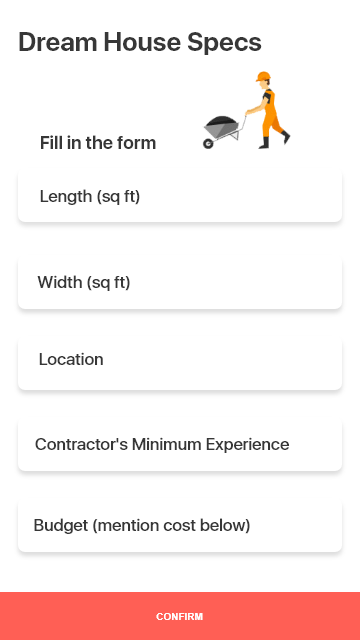 Dream House Specs
Fill in the form
Length (sq ft)
Width (sq ft)
Location
Contractor's Minimum Experience
Budget (mention cost below)
CONFIRM